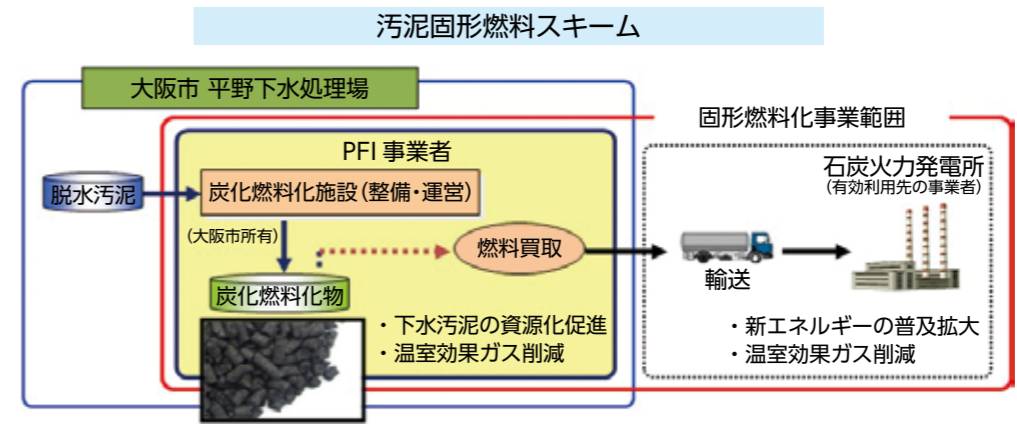 汚泥固形燃料スキーム
大阪市 平野下水処理場
固形燃料化事業範囲
PFI 事業者
石炭火力発電所
(有効利用先の事業者)
脱水汚泥
炭化燃料化施設(整備・運営)
(大阪市所有)
燃料買取
輸送
炭化燃料化物
・下水汚泥の資源化促進
・温室効果ガス削減
・新エネルギーの普及拡大
・温室効果ガス削減